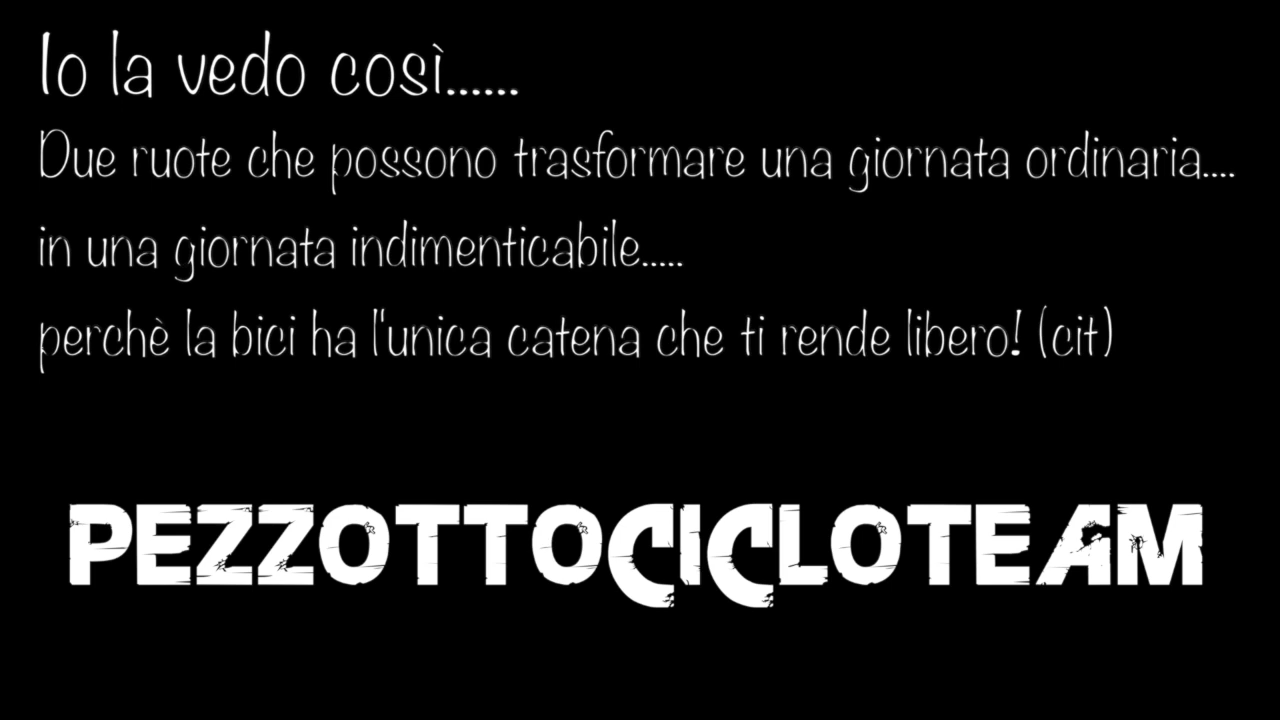 Io la vedo così......
Due ruote che possono trasformare una giornata ordinaria....
in una giornata indimenticabile.....
perchè la bici ha l'unica catena che ti rende libero! (cit)
PEZZOTTOCICLOTEAM